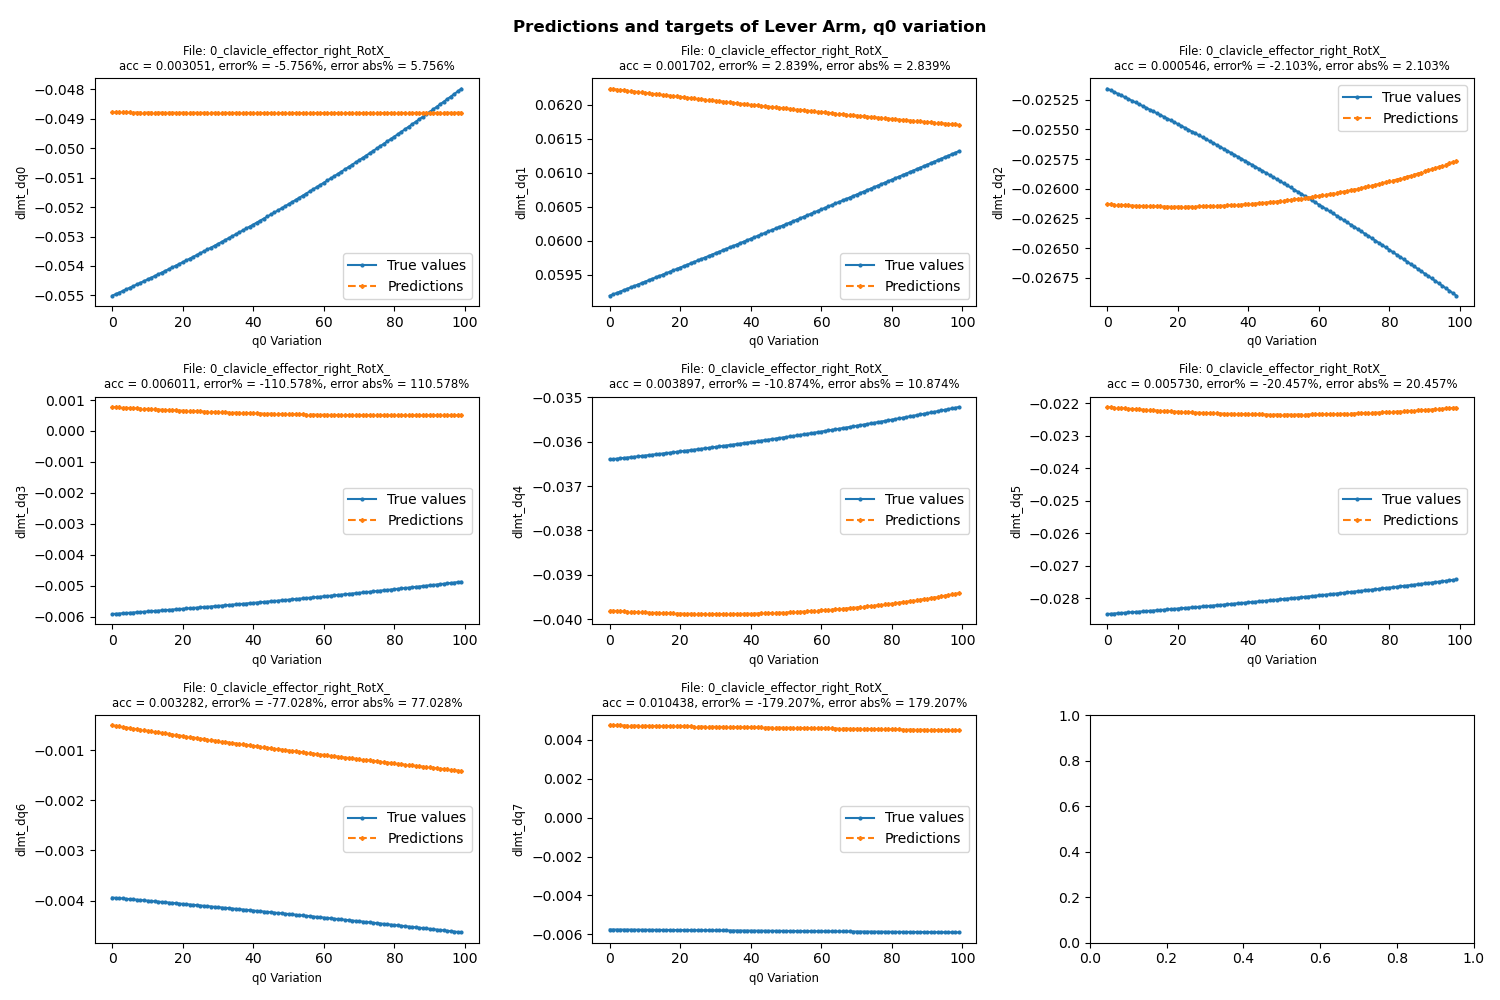 Predictions and targets of Lever Arm, q0 variation
File: 0_clavicle_effector_right_RotX_
acc = 0.003051, error% = -5.756%, error abs% = 5.756%
−0.048
−0.049
−0.050
−0.051
−0.052
−0.053
−0.054
−0.055
dlmt_dq0
True values
Predictions
0 20 40 60 80 100
q0 Variation
File: 0_clavicle_effector_right_RotX_
acc = 0.001702, error% = 2.839%, error abs% = 2.839%
0.0620
0.0615
0.0610
0.0605
0.0600
0.0595
dlmt_dq1
True values
Predictions
0 20 40 60 80 100
q0 Variation
File: 0_clavicle_effector_right_RotX_
acc = 0.000546, error% = -2.103%, error abs% = 2.103%
−0.02525
−0.02550
−0.02575
−0.02600
−0.02625
−0.02650
−0.02675
dlmt_dq2
True values
Predictions
0 20 40 60 80 100
q0 Variation
File: 0_clavicle_effector_right_RotX_
acc = 0.006011, error% = -110.578%, error abs% = 110.578%
0.001
0.000
−0.001
−0.002
−0.003
−0.004
−0.005
−0.006
dlmt_dq3
True values
Predictions
0 20 40 60 80 100
q0 Variation
File: 0_clavicle_effector_right_RotX_
acc = 0.003897, error% = -10.874%, error abs% = 10.874%
−0.035
−0.036
−0.037
−0.038
−0.039
−0.040
dlmt_dq4
True values
Predictions
0 20 40 60 80 100
q0 Variation
File: 0_clavicle_effector_right_RotX_
acc = 0.005730, error% = -20.457%, error abs% = 20.457%
−0.022
−0.023
−0.024
−0.025
−0.026
−0.027
−0.028
dlmt_dq5
True values
Predictions
0 20 40 60 80 100
q0 Variation
File: 0_clavicle_effector_right_RotX_
acc = 0.003282, error% = -77.028%, error abs% = 77.028%
−0.001
−0.002
−0.003
−0.004
dlmt_dq6
True values
Predictions
0 20 40 60 80 100
q0 Variation
File: 0_clavicle_effector_right_RotX_
acc = 0.010438, error% = -179.207%, error abs% = 179.207%
0.004
0.002
0.000
−0.002
−0.004
−0.006
dlmt_dq7
True values
Predictions
0 20 40 60 80 100
q0 Variation
1.0
0.8
0.6
0.4
0.2
0.0
0.0 0.2 0.4 0.6 0.8 1.0